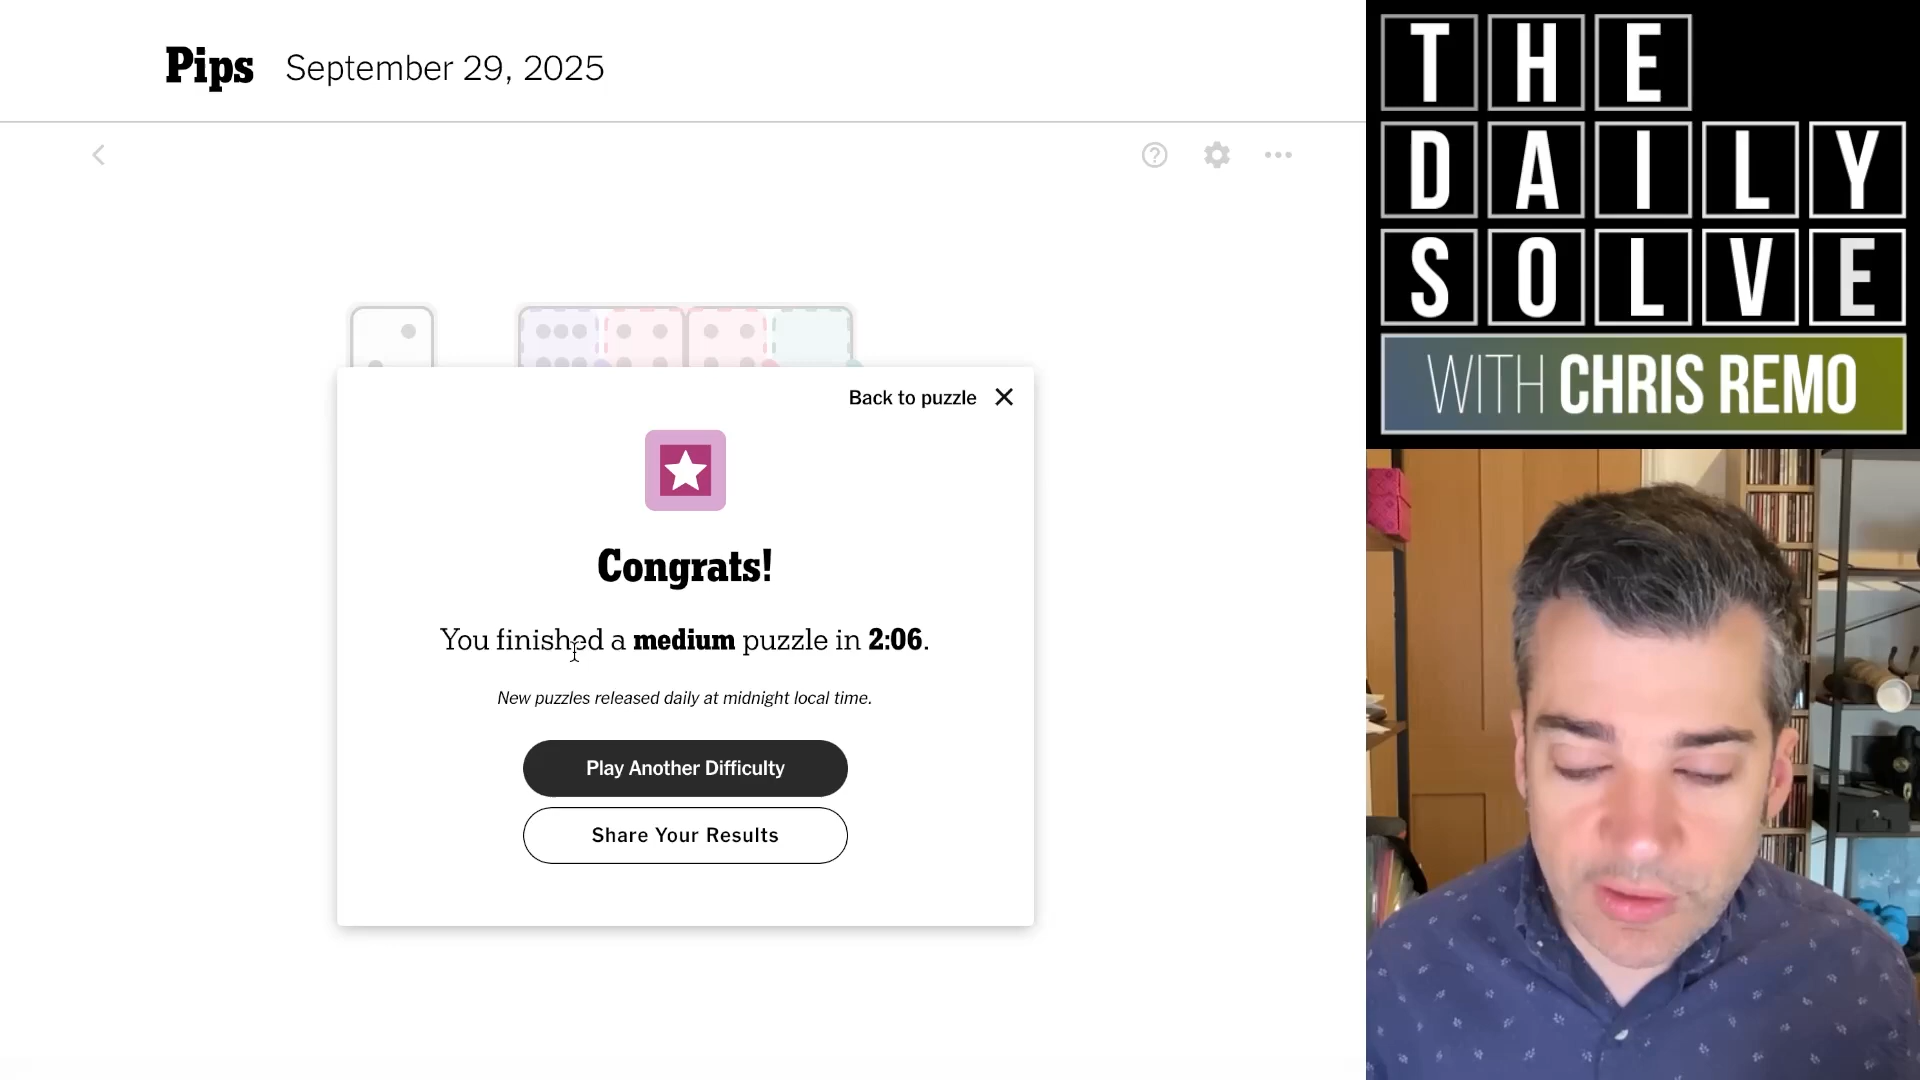 Pips September 29, 2025
Back to puzzle
Congrats!
You finished a medium puzzle in 2:06.
New puzzles released daily at midnight local time.
Play Another Difficulty
Share Your Results
THE
DAILY
SOLVE
WITH CHRIS REMO